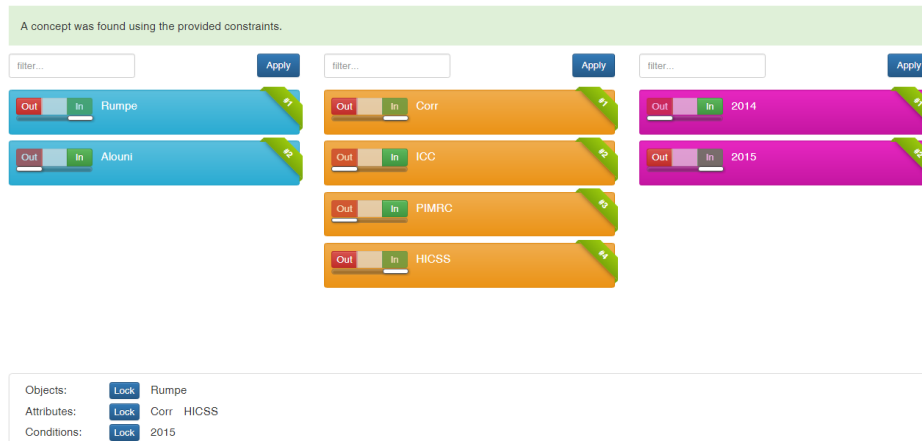 A concept was found using the provided constraints.
filter... Apply filter... Apply filter... Apply
Out In Rumpe #1 Out In Corr #1 Out In 2014 #1
Out In Alouni #2 Out In ICC #2 Out In 2015 #2
Out In PIMRC #3
Out In HICSS #4
Objects: Lock Rumpe
Attributes: Lock Corr HICSS
Conditions: Lock 2015